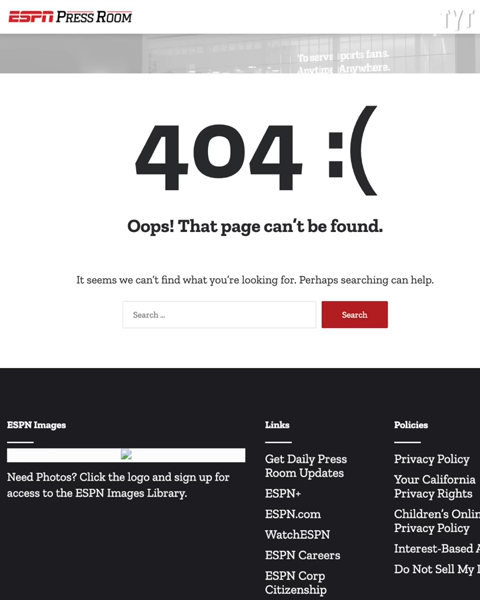 ESPN PRESS ROOM
TYT
To serve sports fans.
Anytime. Anywhere.
404 :(
Oops! That page can't be found.
It seems we can't find what you're looking for. Perhaps searching can help.
Search ...
Search
ESPN Images
Need Photos? Click the logo and sign up for
access to the ESPN Images Library.
Links
Get Daily Press
Room Updates
ESPN+
ESPN.com
WatchESPN
ESPN Careers
ESPN Corp
Citizenship
Policies
Privacy Policy
Your California
Privacy Rights
Children's Onlin
Privacy Policy
Interest-Based A
Do Not Sell My I